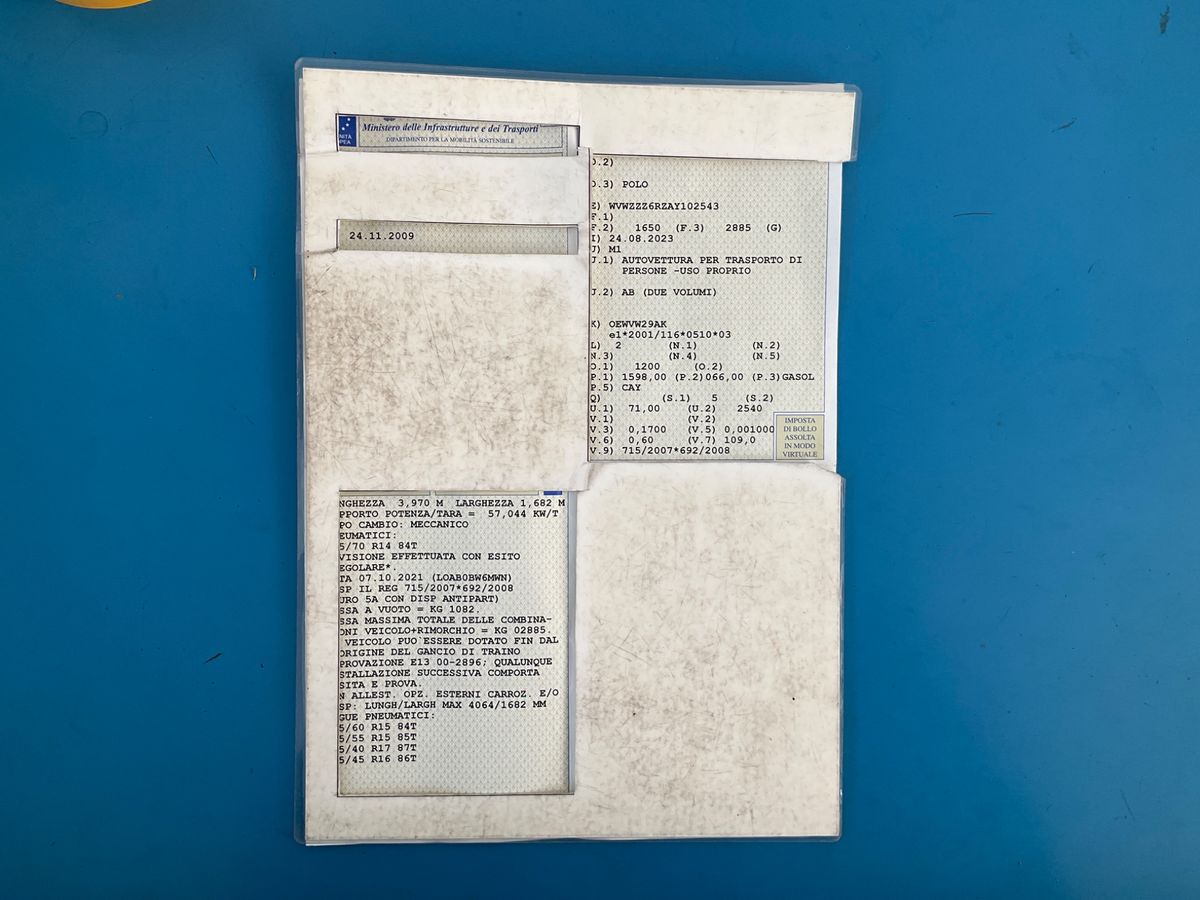 NITÀ
PEA
Ministero delle Infrastrutture e dei Trasporti
DIPARTIMENTO PER LA MOBILITÀ SOSTENIBILE
24.11.2009
NGHEZZA 3,970 M LARGHEZZA 1,682 M
PPORTO POTENZA/TARA = 57,044 KW/T
PO CAMBIO: MECCANICO
EUMATICI:
5/70 R14 84T
VISIONE EFFETTUATA CON ESITO
EGOLARE*.
TA 07.10.2021 (LOAB0BW6MWN)
SP IL REG 715/2007*692/2008
URO 5A CON DISP ANTIPART)
SSA A VUOTO = KG 1082.
SSA MASSIMA TOTALE DELLE COMBINA-
ONI VEICOLO+RIMORCHIO = KG 02885.
VEICOLO PUO`ESSERE DOTATO FIN DAL
ORIGINE DEL GANCIO DI TRAINO
PROVAZIONE E13 00-2896; QUALUNQUE
STALLAZIONE SUCCESSIVA COMPORTA
SITA E PROVA.
N ALLEST. OPZ. ESTERNI CARROZ. E/O
SP: LUNGH/LARGH MAX 4064/1682 MM
GUE PNEUMATICI:
5/60 R15 84T
5/55 R15 85T
5/40 R17 87T
5/45 R16 86T
D.2)
D.3) POLO
E) WVWZZZ6RZAY102543
F.1)
F.2) 1650 (F.3) 2885 (G)
I) 24.08.2023
J) M1
J.1) AUTOVETTURA PER TRASPORTO DI
PERSONE -USO PROPRIO
J.2) AB (DUE VOLUMI)
K) OEWVW29AK
e1*2001/116*0510*03
L) 2 (N.1) (N.2)
N.3) (N.4) (N.5)
O.1) 1200 (O.2)
P.1) 1598,00 (P.2)066,00 (P.3)GASOL
P.5) CAY
Q) (S.1) 5 (S.2)
U.1) 71,00 (U.2) 2540
V.1) (V.2)
V.3) 0,1700 (V.5) 0,001000
V.6) 0,60 (V.7) 109,0
V.9) 715/2007*692/2008
IMPOSTA
DI BOLLO
ASSOLTA
IN MODO
VIRTUALE